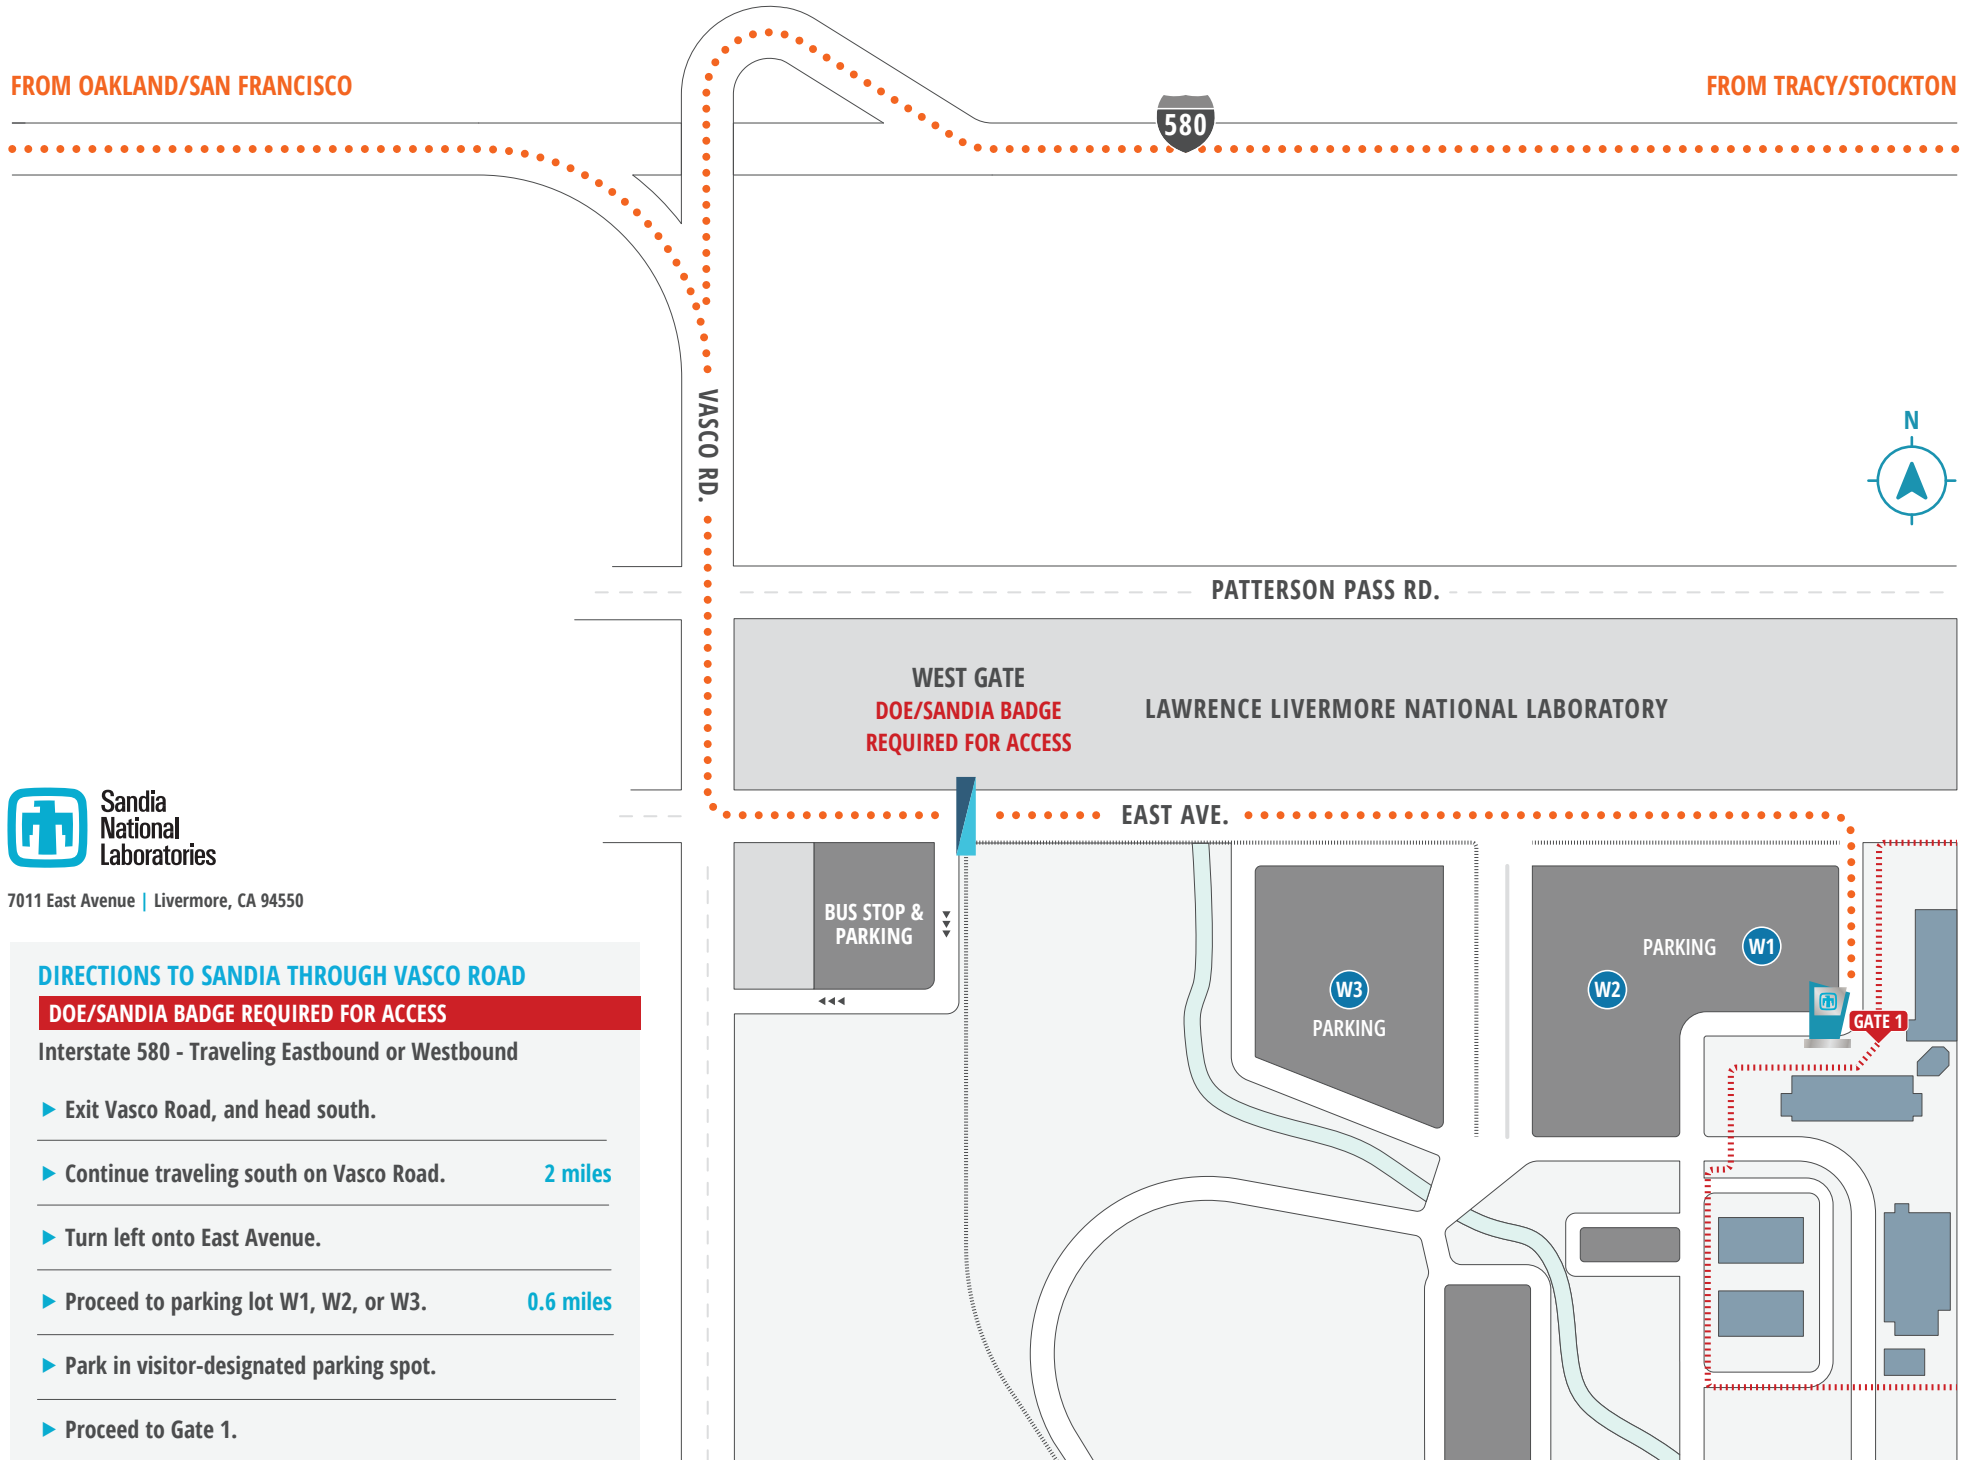 FROM OAKLAND/SAN FRANCISCO
FROM TRACY/STOCKTON
580
VASCO RD.
N
PATTERSON PASS RD.
WEST GATE
DOE/SANDIA BADGE
REQUIRED FOR ACCESS
LAWRENCE LIVERMORE NATIONAL LABORATORY
EAST AVE.
Sandia
National
Laboratories
7011 East Avenue | Livermore, CA 94550
BUS STOP &
PARKING
W3
PARKING
W2
PARKING
W1
GATE 1
DIRECTIONS TO SANDIA THROUGH VASCO ROAD
DOE/SANDIA BADGE REQUIRED FOR ACCESS
Interstate 580 - Traveling Eastbound or Westbound
Exit Vasco Road, and head south.
Continue traveling south on Vasco Road. 2 miles
Turn left onto East Avenue.
Proceed to parking lot W1, W2, or W3. 0.6 miles
Park in visitor-designated parking spot.
Proceed to Gate 1.